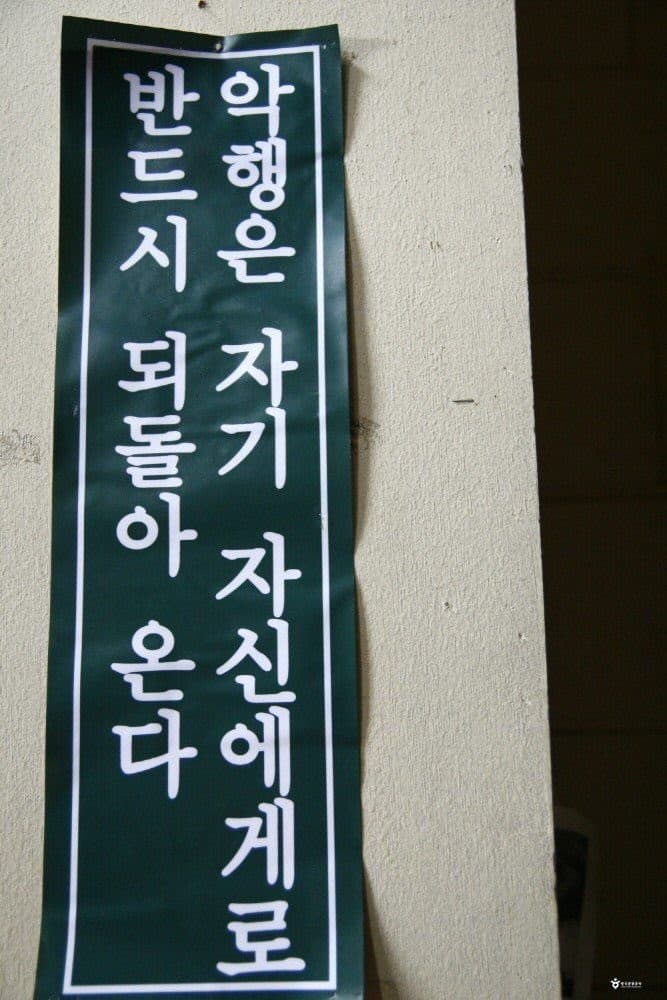 악행은 자기 자신에게로
반드시 되돌아 온다